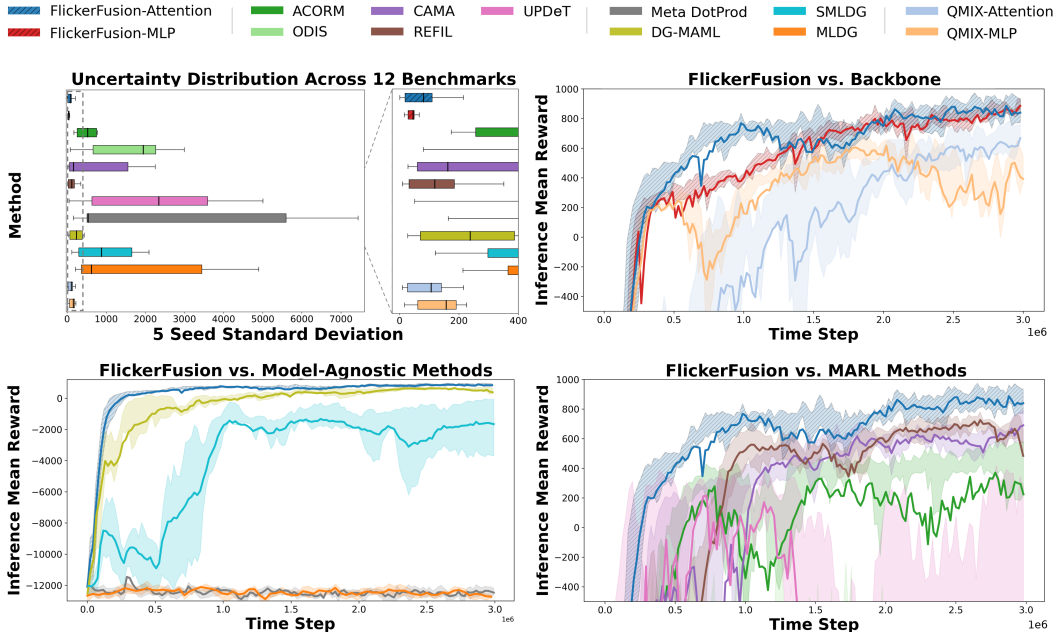 FlickerFusion-Attention ACORM CAMA UPDeT Meta DotProd SMLDG QMIX-Attention
FlickerFusion-MLP ODIS REFIL DG-MAML MLDG QMIX-MLP
Uncertainty Distribution Across 12 Benchmarks
Method
0 1000 2000 3000 4000 5000 6000 7000
0 200 400
5 Seed Standard Deviation
FlickerFusion vs. Backbone
Inference Mean Reward
1000
800
600
400
200
0
−200
−400
0.0 0.5 1.0 1.5 2.0 2.5 3.0
1e6
Time Step
FlickerFusion vs. Model-Agnostic Methods
Inference Mean Reward
0
−2000
−4000
−6000
−8000
−10000
−12000
0.0 0.5 1.0 1.5 2.0 2.5 3.0
1e6
Time Step
FlickerFusion vs. MARL Methods
Inference Mean Reward
1000
800
600
400
200
0
−200
−400
0.0 0.5 1.0 1.5 2.0 2.5 3.0
1e6
Time Step